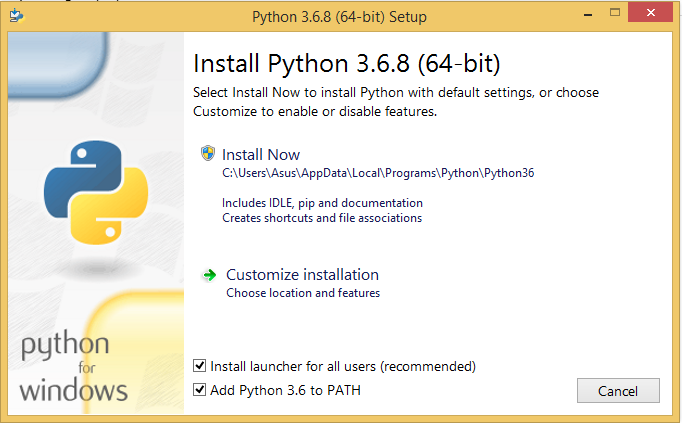 Python 3.6.8 (64-bit) Setup
Install Python 3.6.8 (64-bit)
Select Install Now to install Python with default settings, or choose
Customize to enable or disable features.
Install Now
C:\Users\Asus\AppData\Local\Programs\Python\Python36
Includes IDLE, pip and documentation
Creates shortcuts and file associations
Customize installation
Choose location and features
python
for
windows
Install launcher for all users (recommended)
Add Python 3.6 to PATH
Cancel